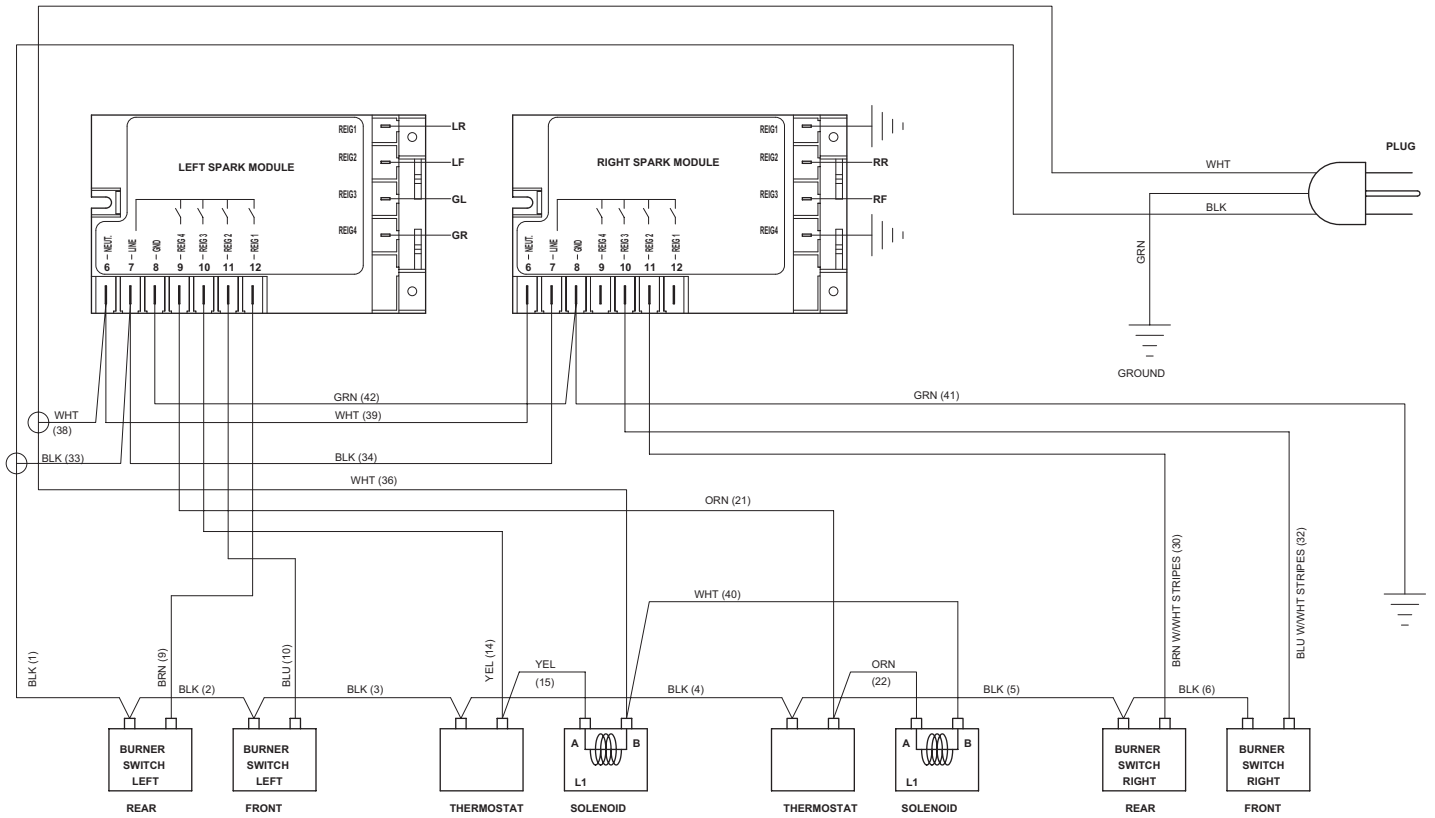 PLUG
WHT
BLK
GRN
GROUND
LEFT SPARK MODULE
REIG1
REIG2
REIG3
REIG4
LR
LF
GL
GR
– NEUT.
– LINE
– GND
– REIG 4
– REIG 3
– REIG 2
– REIG 1
6 7 8 9 10 11 12
RIGHT SPARK MODULE
REIG1
REIG2
REIG3
REIG4
RR
RF
– NEUT.
– LINE
– GND
– REIG 4
– REIG 3
– REIG 2
– REIG 1
6 7 8 9 10 11 12
GRN (42)
GRN (41)
WHT
(38)
WHT (39)
BLK (33)
BLK (34)
WHT (36)
ORN (21)
WHT (40)
BLK (1)
BRN (9)
BLU (10)
YEL (14)
BRN W/WHT STRIPES (30)
BLU W/WHT STRIPES (32)
YEL
(15)
ORN
(22)
BLK (2)
BLK (3)
BLK (4)
BLK (5)
BLK (6)
BURNER
SWITCH
LEFT
REAR
BURNER
SWITCH
LEFT
FRONT
THERMOSTAT
A B
L1
SOLENOID
THERMOSTAT
A B
L1
SOLENOID
BURNER
SWITCH
RIGHT
REAR
BURNER
SWITCH
RIGHT
FRONT